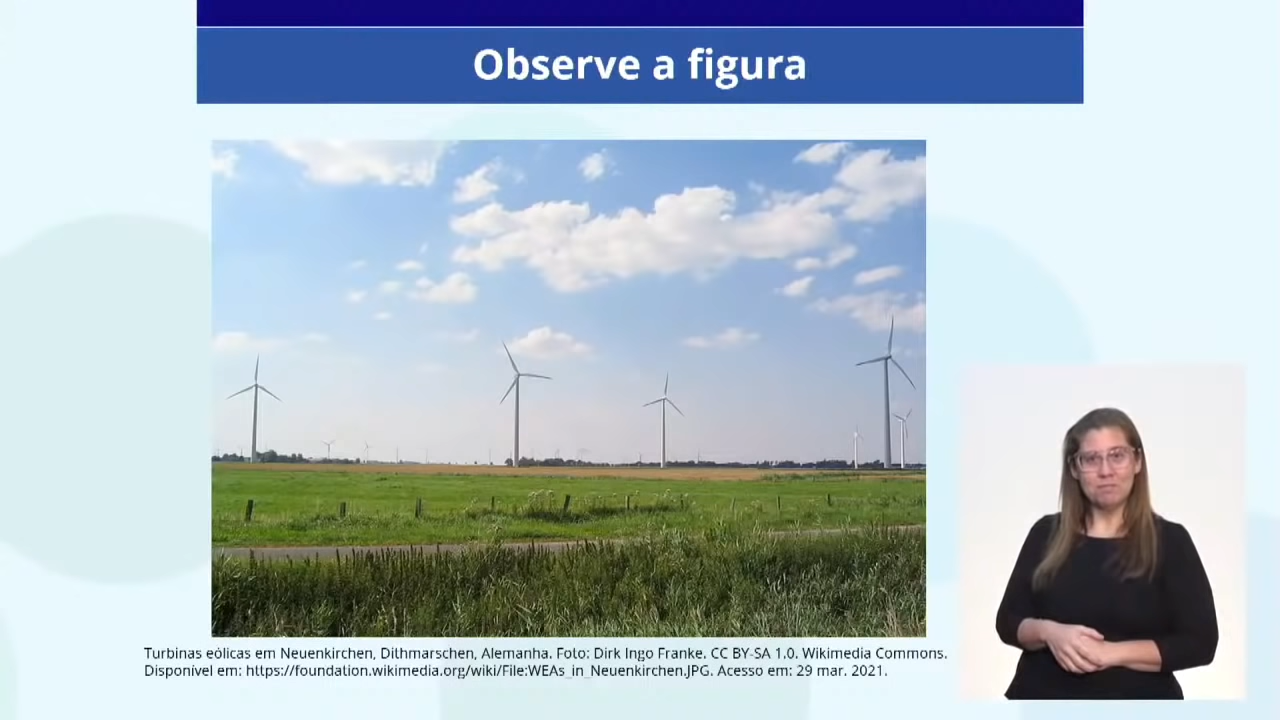 Observe a figura
Turbinas eólicas em Neuenkirchen, Dithmarschen, Alemanha. Foto: Dirk Ingo Franke. CC BY-SA 1.0. Wikimedia Commons.
Disponível em: https://foundation.wikimedia.org/wiki/File:WEAs_in_Neuenkirchen.JPG. Acesso em: 29 mar. 2021.